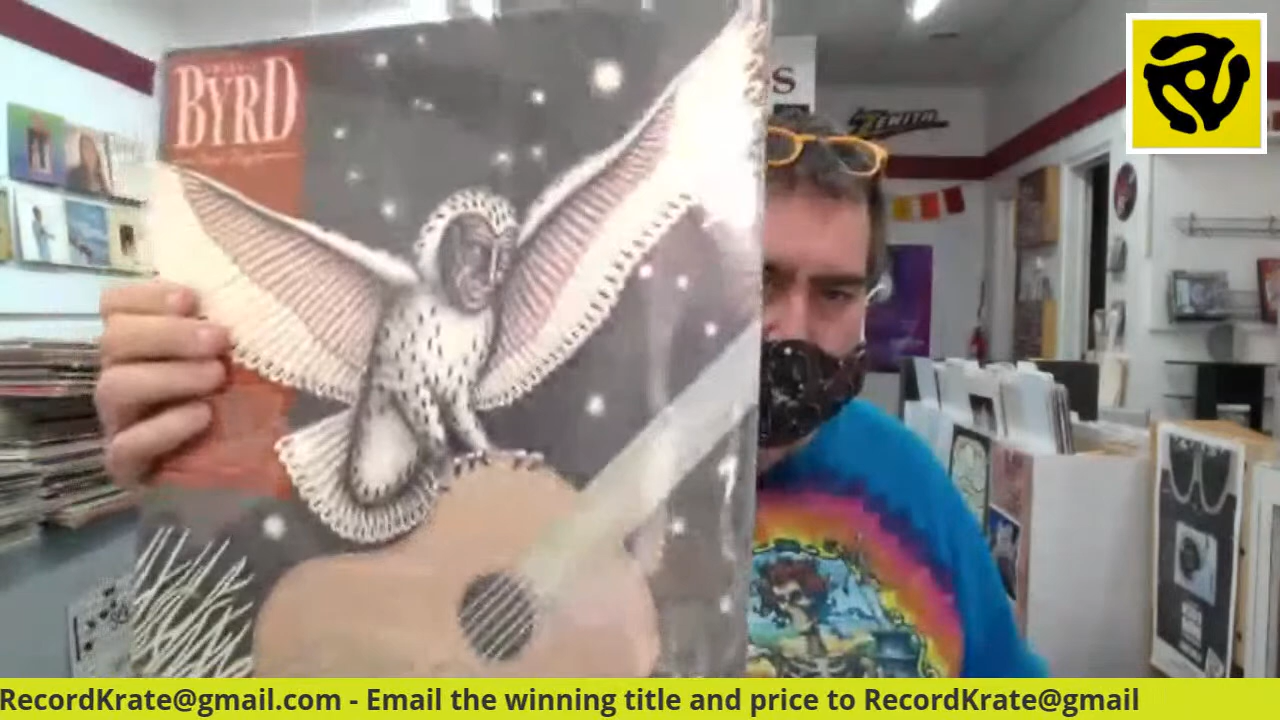 BYRD
S
ZENITH
RecordKrate@gmail.com - Email the winning title and price to RecordKrate@gmail